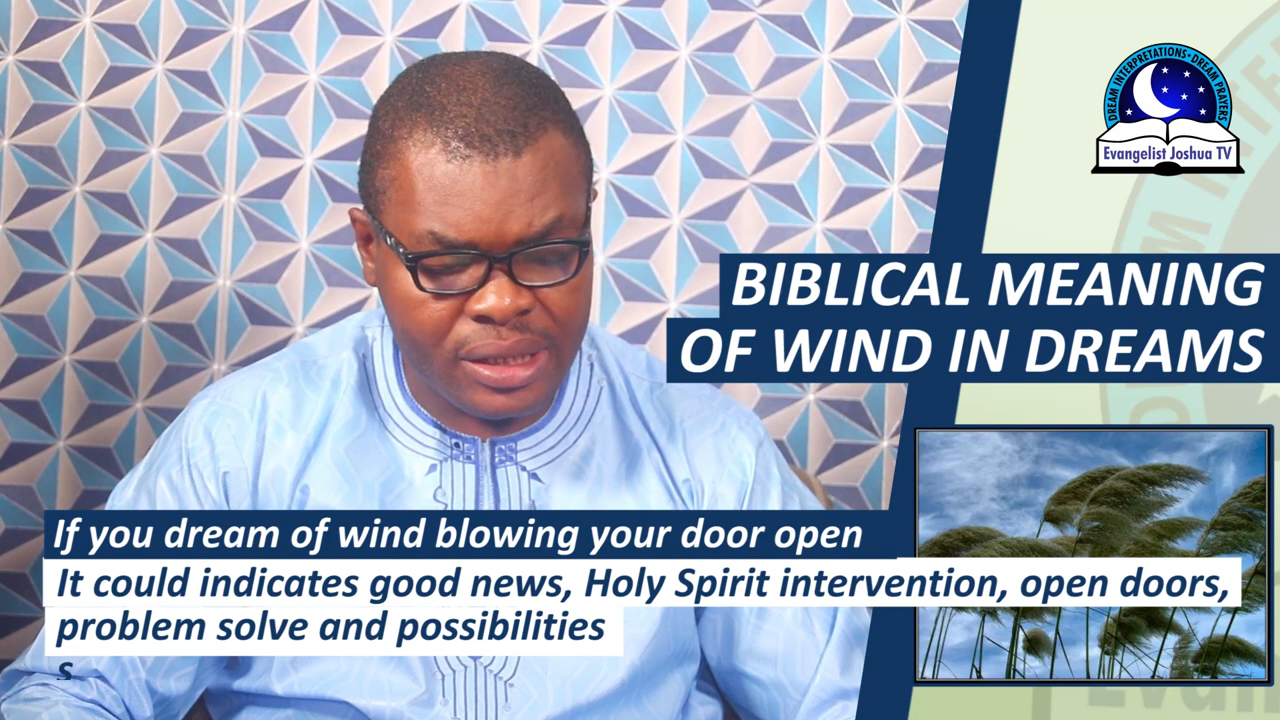 DREAM INTERPRETATIONS • DREAM PRAYERS
Evangelist Joshua TV
BIBLICAL MEANING
OF WIND IN DREAMS
If you dream of wind blowing your door open
It could indicates good news, Holy Spirit intervention, open doors,
problem solve and possibilities
s